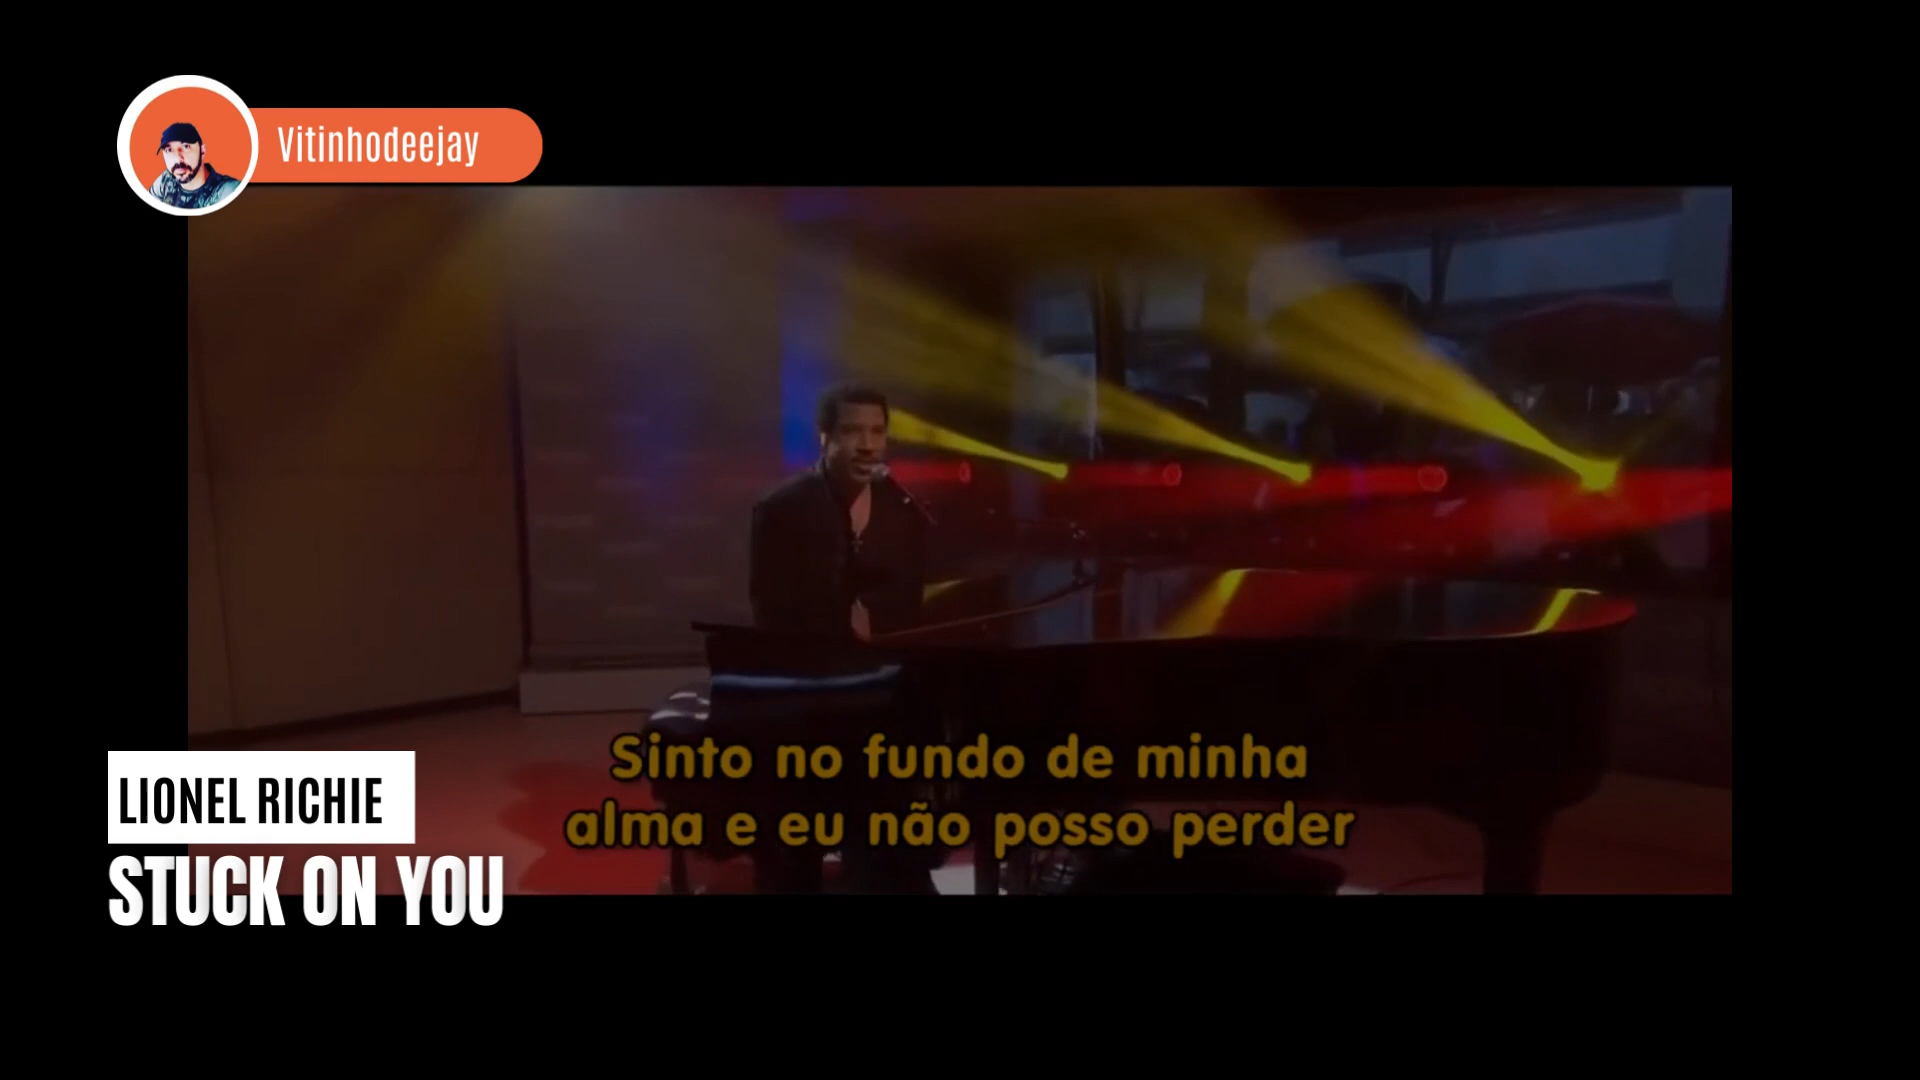 Vitinhodeejay
Sinto no fundo de minha
alma e eu não posso perder
LIONEL RICHIE
STUCK ON YOU